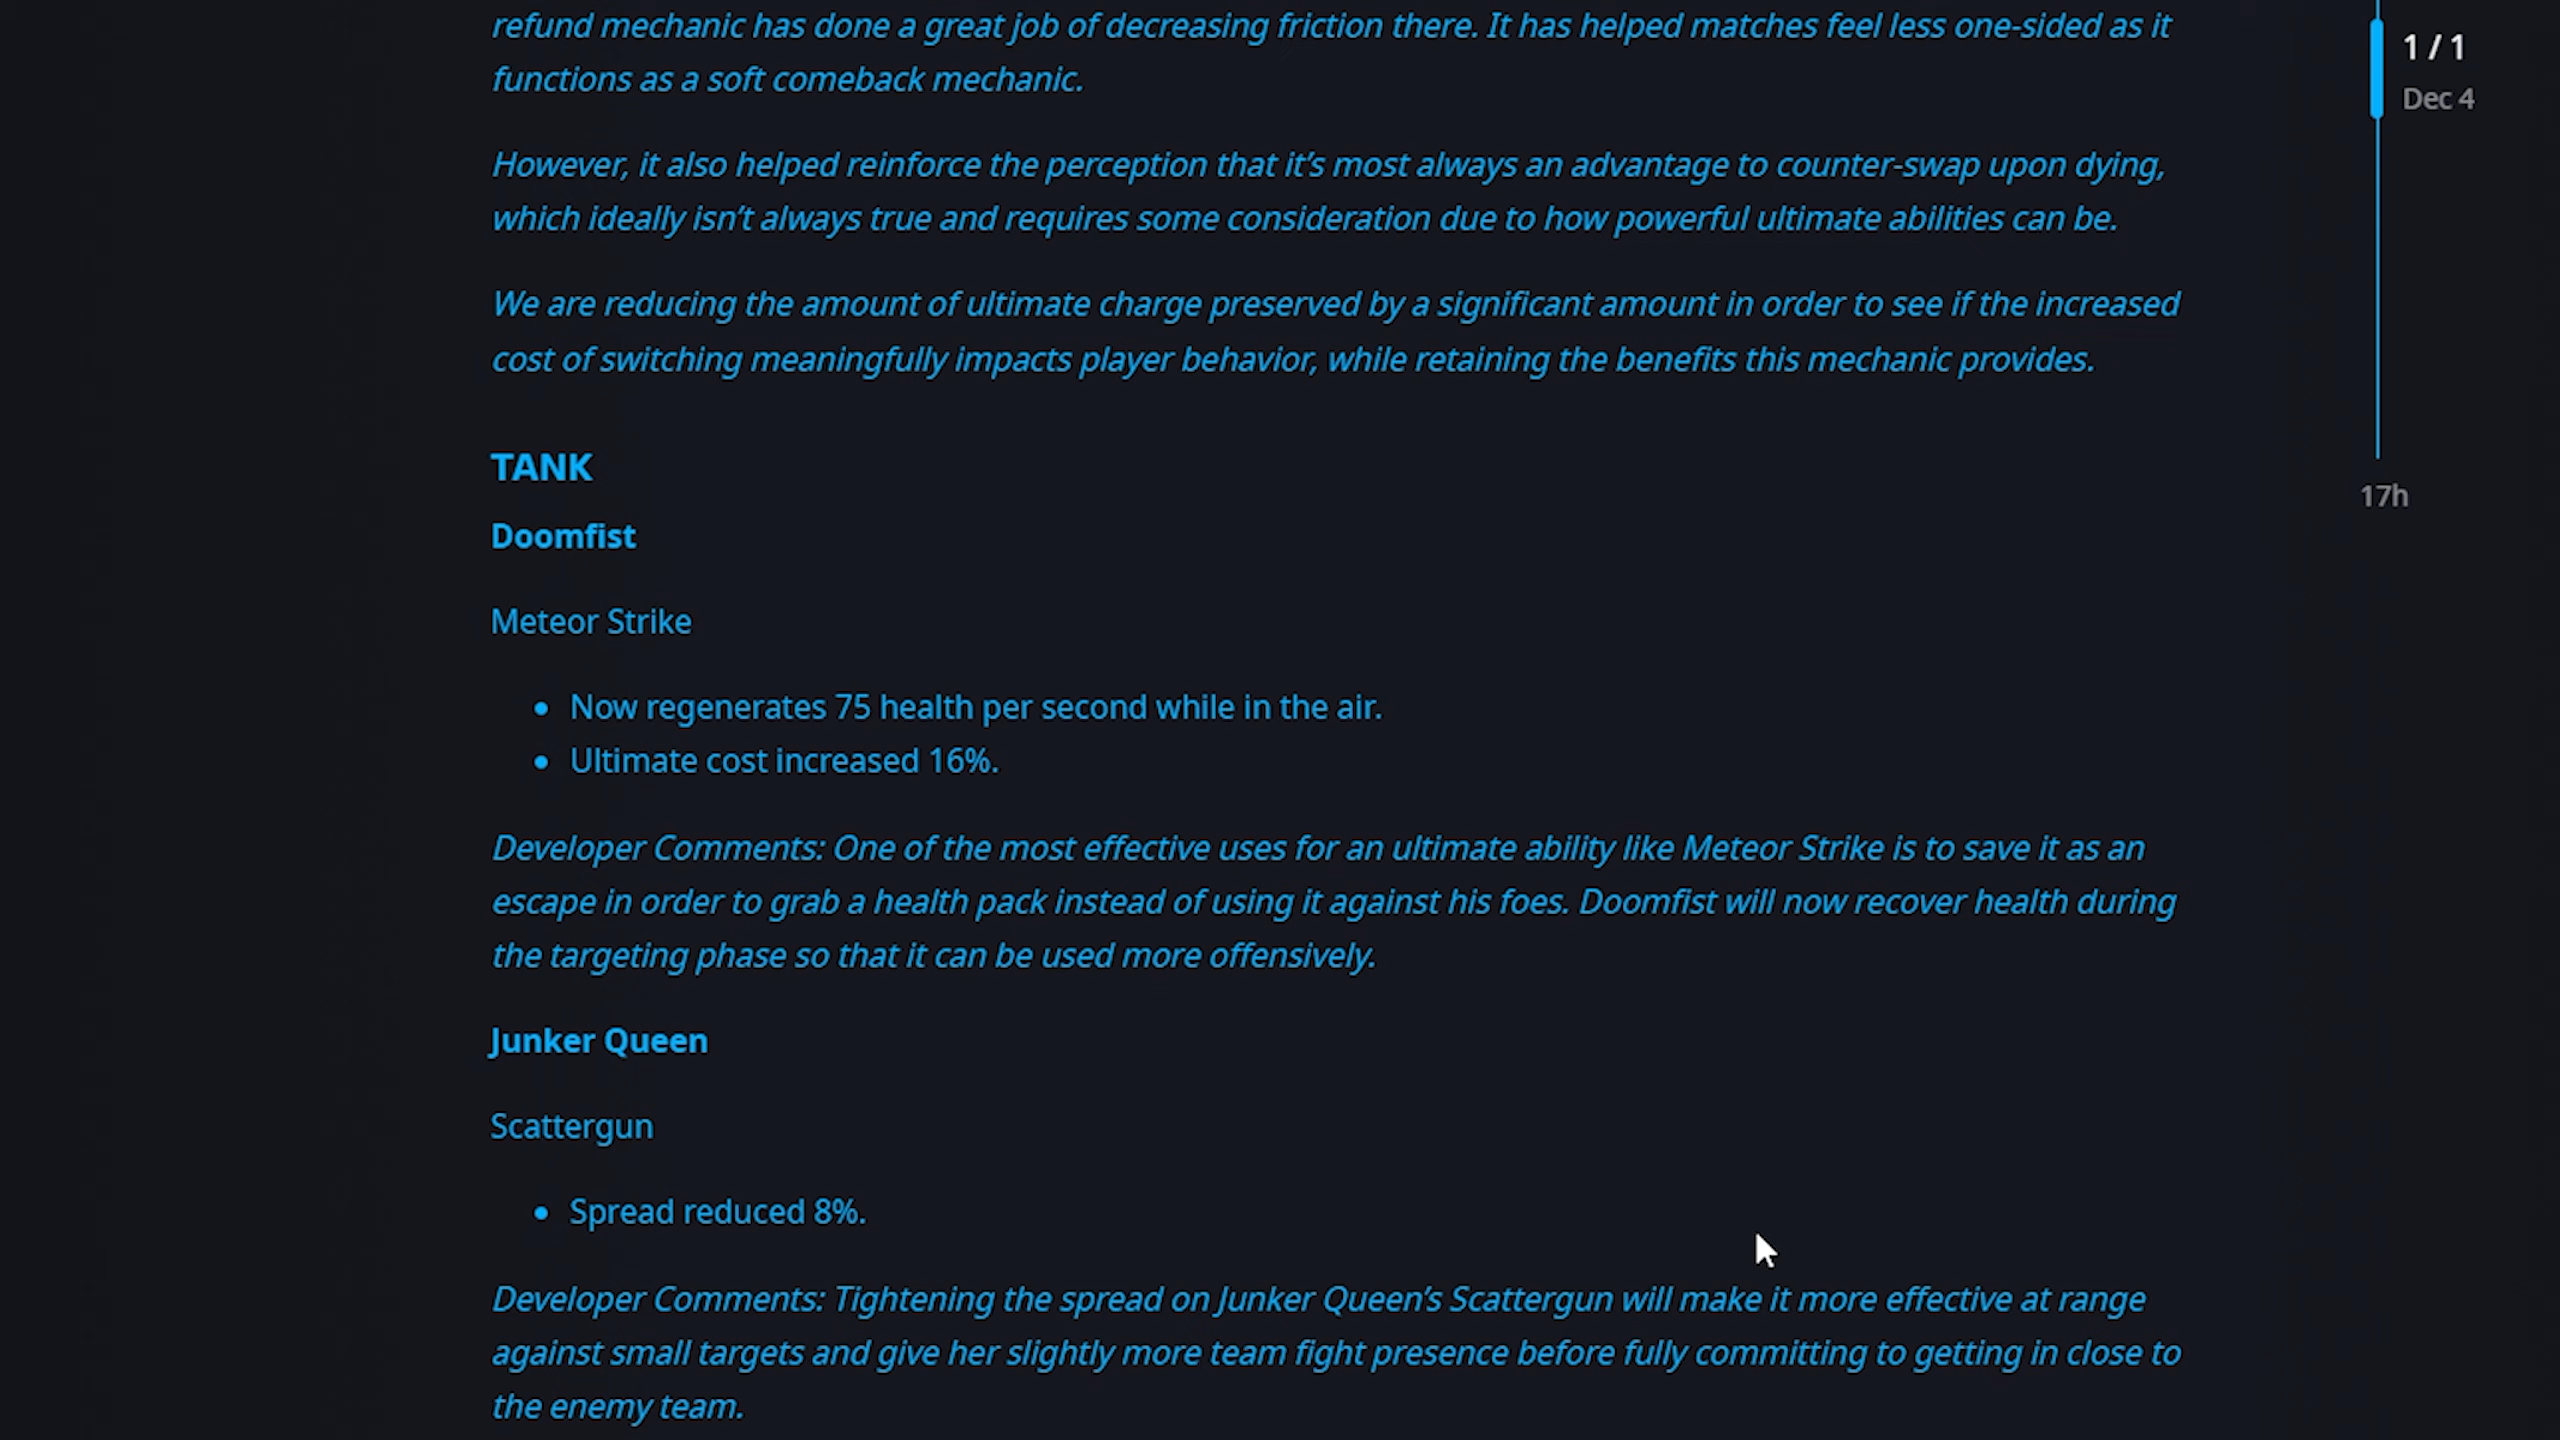 refund mechanic has done a great job of decreasing friction there. It has helped matches feel less one-sided as it
functions as a soft comeback mechanic.
However, it also helped reinforce the perception that it’s most always an advantage to counter-swap upon dying,
which ideally isn’t always true and requires some consideration due to how powerful ultimate abilities can be.
We are reducing the amount of ultimate charge preserved by a significant amount in order to see if the increased
cost of switching meaningfully impacts player behavior, while retaining the benefits this mechanic provides.
TANK
Doomfist
Meteor Strike
• Now regenerates 75 health per second while in the air.
• Ultimate cost increased 16%.
Developer Comments: One of the most effective uses for an ultimate ability like Meteor Strike is to save it as an
escape in order to grab a health pack instead of using it against his foes. Doomfist will now recover health during
the targeting phase so that it can be used more offensively.
Junker Queen
Scattergun
• Spread reduced 8%.
Developer Comments: Tightening the spread on Junker Queen’s Scattergun will make it more effective at range
against small targets and give her slightly more team fight presence before fully committing to getting in close to
the enemy team.
1 / 1
Dec 4
17h